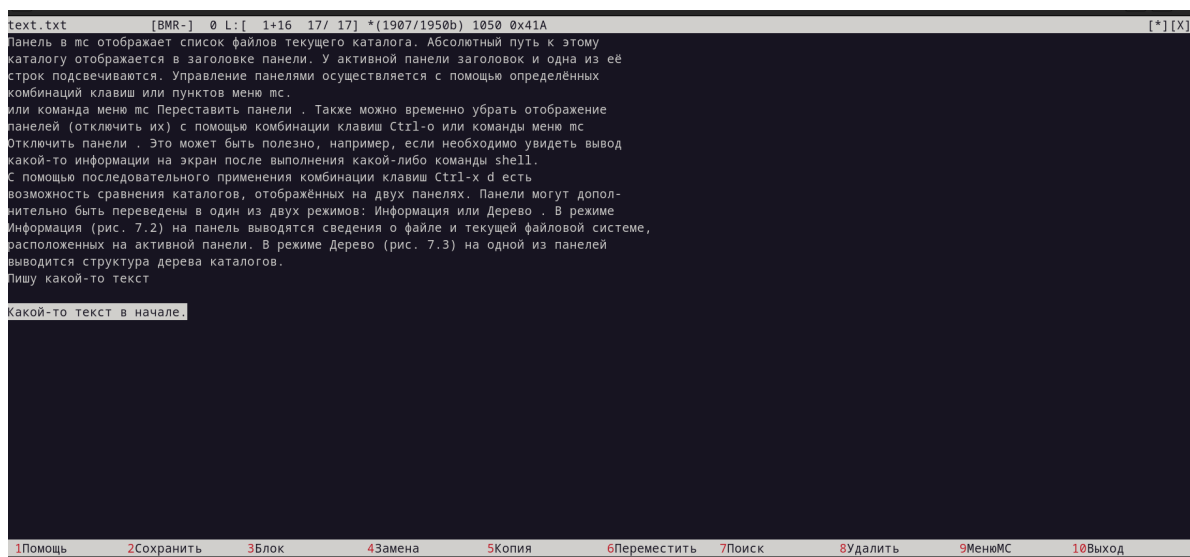 text.txt [BMR-] 0 L:[ 1+16 17/ 17] *(1907/1950b) 1050 0x41A [*][X]
Панель в mc отображает список файлов текущего каталога. Абсолютный путь к этому
каталогу отображается в заголовке панели. У активной панели заголовок и одна из её
строк подсвечиваются. Управление панелями осуществляется с помощью определённых
комбинаций клавиш или пунктов меню mc.
или команда меню mc Переставить панели . Также можно временно убрать отображение
панелей (отключить их) с помощью комбинации клавиш Ctrl-o или команды меню mc
Отключить панели . Это может быть полезно, например, если необходимо увидеть вывод
какой-то информации на экран после выполнения какой-либо команды shell.
С помощью последовательного применения комбинации клавиш Ctrl-x d есть
возможность сравнения каталогов, отображённых на двух панелях. Панели могут допол-
нительно быть переведены в один из двух режимов: Информация или Дерево . В режиме
Информация (рис. 7.2) на панель выводятся сведения о файле и текущей файловой системе,
расположенных на активной панели. В режиме Дерево (рис. 7.3) на одной из панелей
выводится структура дерева каталогов.
Пишу какой-то текст
Какой-то текст в начале.
1Помощь 2Сохранить 3Блок 4Замена 5Копия 6Переместить 7Поиск 8Удалить 9МенюМС 10Выход